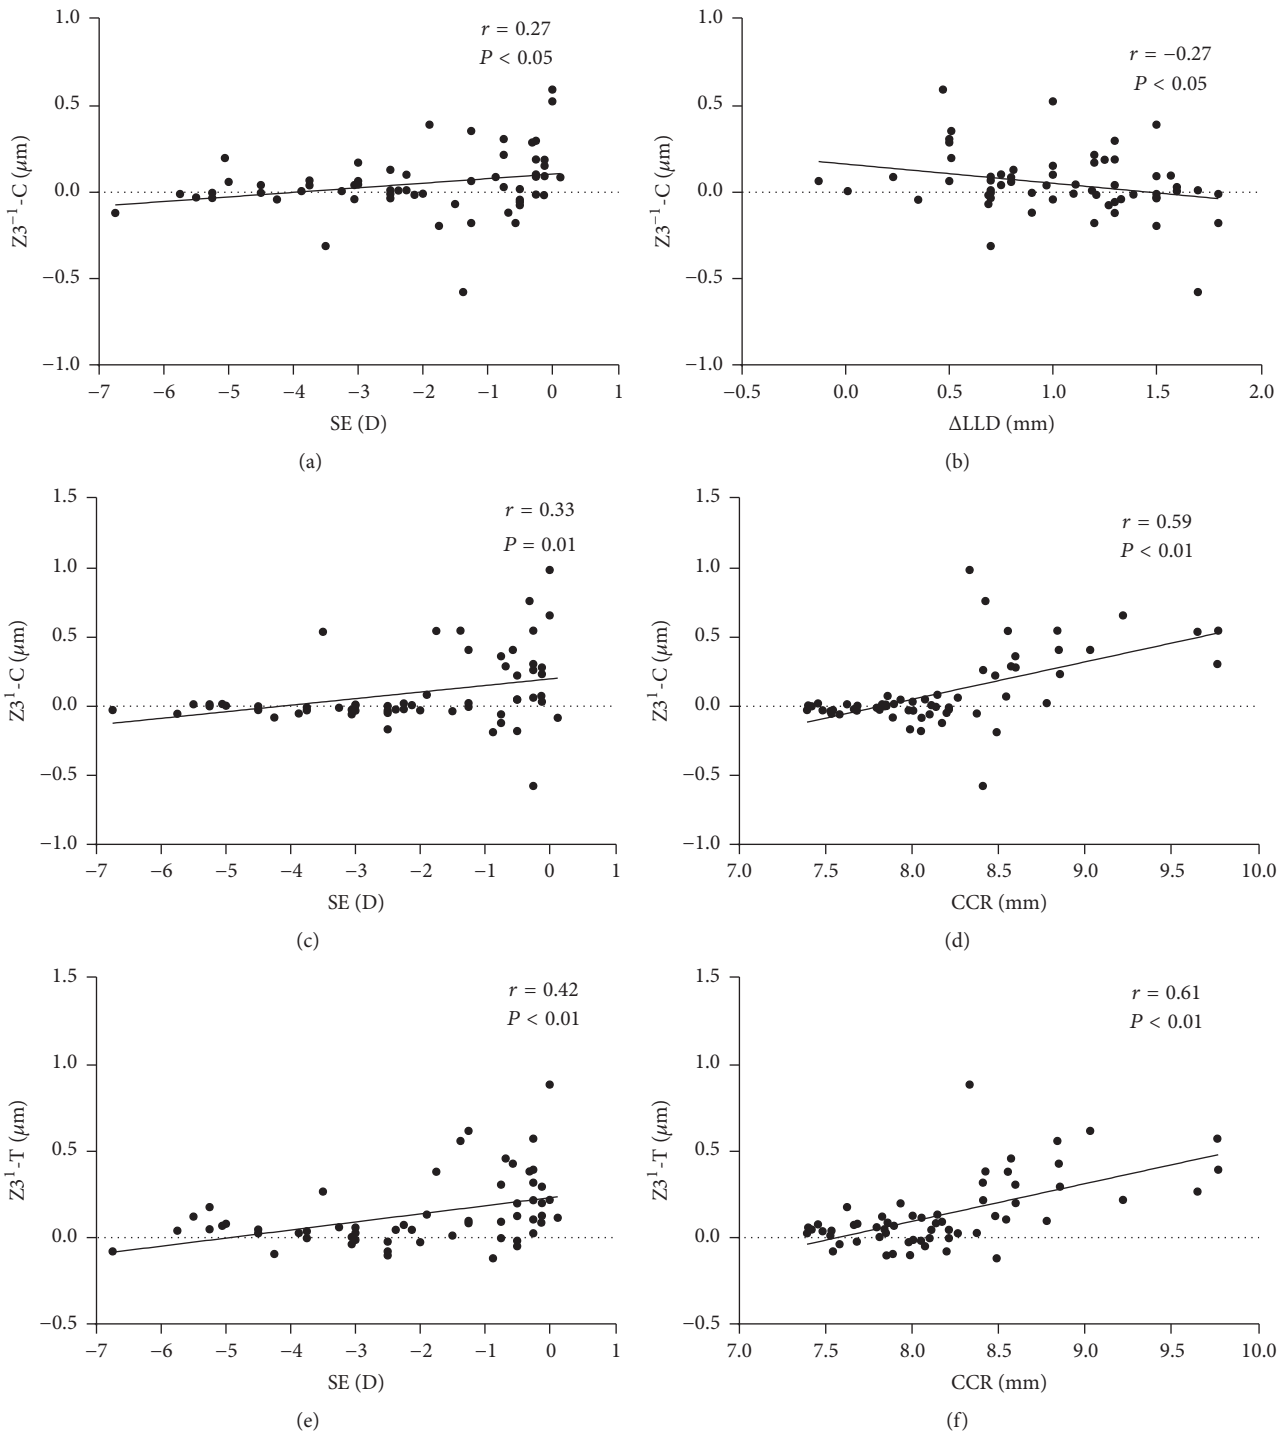 r = 0.27
P < 0.05
Z3⁻¹-C (μm)
1.0
0.5
0.0
−0.5
−1.0
−7 −6 −5 −4 −3 −2 −1 0 1
SE (D)
(a)
r = −0.27
P < 0.05
Z3⁻¹-C (μm)
1.0
0.5
0.0
−0.5
−1.0
−0.5 0.0 0.5 1.0 1.5 2.0
ΔLLD (mm)
(b)
r = 0.33
P = 0.01
Z3¹-C (μm)
1.5
1.0
0.5
0.0
−0.5
−1.0
−7 −6 −5 −4 −3 −2 −1 0 1
SE (D)
(c)
r = 0.59
P < 0.01
Z3¹-C (μm)
1.5
1.0
0.5
0.0
−0.5
−1.0
7.0 7.5 8.0 8.5 9.0 9.5 10.0
CCR (mm)
(d)
r = 0.42
P < 0.01
Z3¹-T (μm)
1.5
1.0
0.5
0.0
−0.5
−7 −6 −5 −4 −3 −2 −1 0 1
SE (D)
(e)
r = 0.61
P < 0.01
Z3¹-T (μm)
1.5
1.0
0.5
0.0
−0.5
7.0 7.5 8.0 8.5 9.0 9.5 10.0
CCR (mm)
(f)